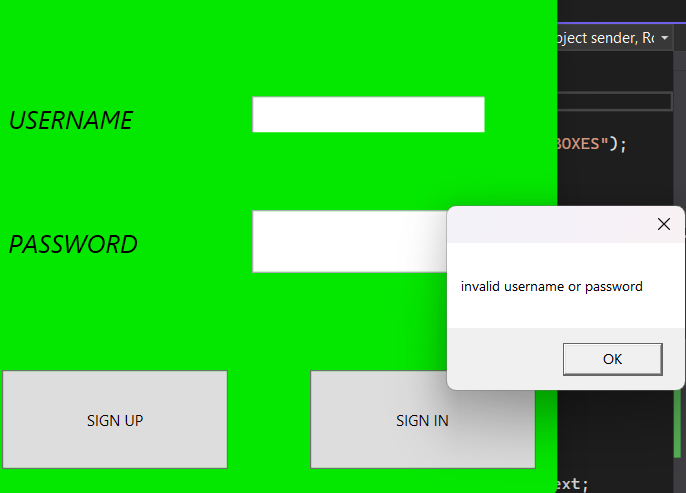 oject sender, Ro
BOXES");
USERNAME
PASSWORD
invalid username or password
OK
SIGN UP
SIGN IN
ext;